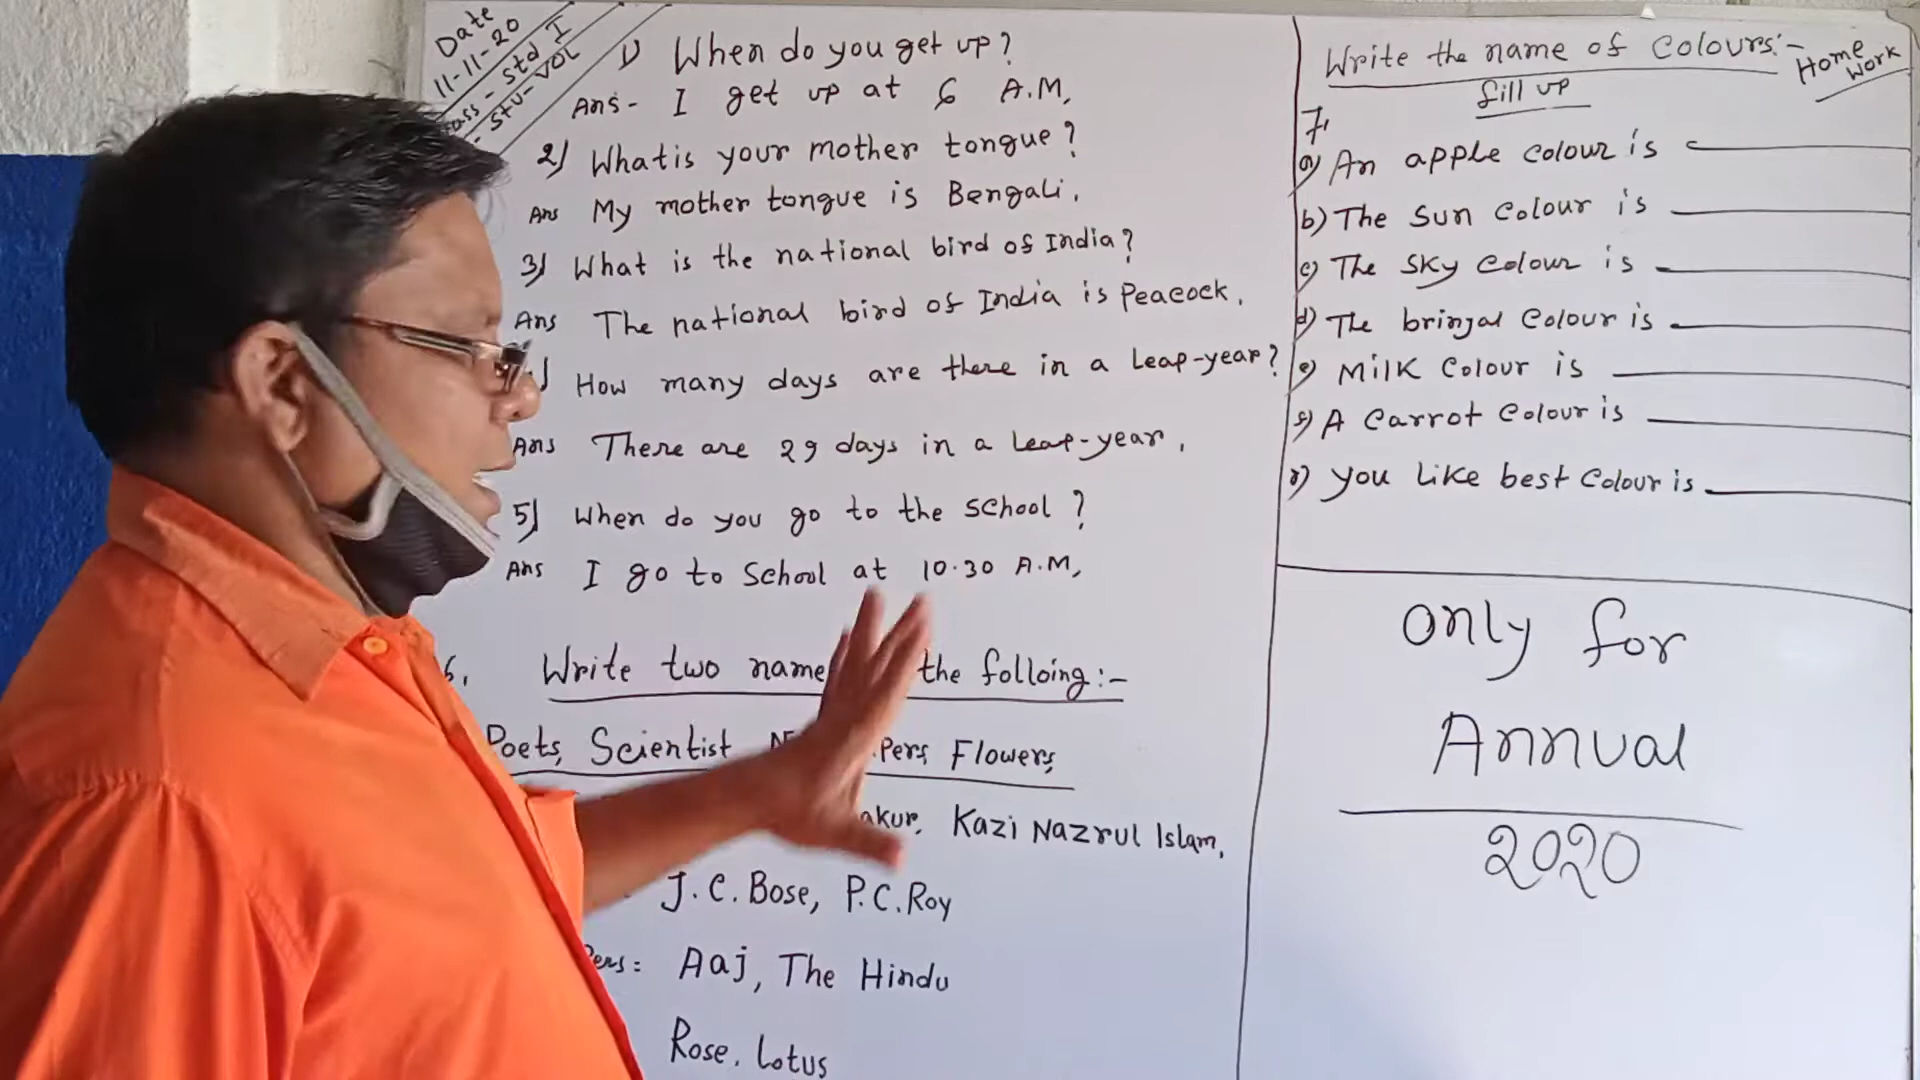 Date
11-11-20
ass - Std I
- Stu - VOL
1) When do you get up?
Ans - I get up at 6 A.M,
2) What is your mother tongue?
Ans My mother tongue is Bengali.
3) What is the national bird of India?
Ans The national bird of India is Peacock.
) How many days are there in a Leap-year?
Ans There are 29 days in a Leap-year.
5) When do you go to the school?
Ans I go to School at 10.30 A.M,
6. Write two name the folloing:-
Poets, Scientist, pers, Flowers,
akur, Kazi Nazrul Islam,
J.C. Bose, P.C. Roy
pers: Aaj, The Hindu
Rose, Lotus
Write the name of Colours:-
Home Work
fill up
7.
a) An apple Colour is
b) The Sun Colour is
c) The Sky Colour is
d) The brinjal Colour is
e) Milk Colour is
f) A Carrot Colour is
g) you like best Colour is
Only for
Annual
2020